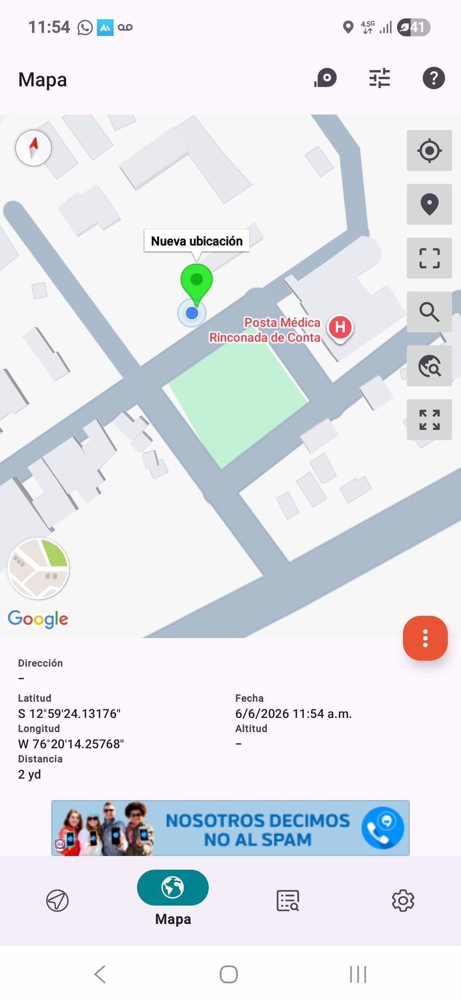 11:54
4.5G
41
Mapa
?
Nueva ubicación
Posta Médica
Rinconada de Conta
H
Google
Dirección
–
Latitud
S 12°59'24.13176"
Fecha
6/6/2026 11:54 a.m.
Longitud
W 76°20'14.25768"
Altitud
–
Distancia
2 yd
NOSOTROS DECIMOS
NO AL SPAM
Ad
Mapa